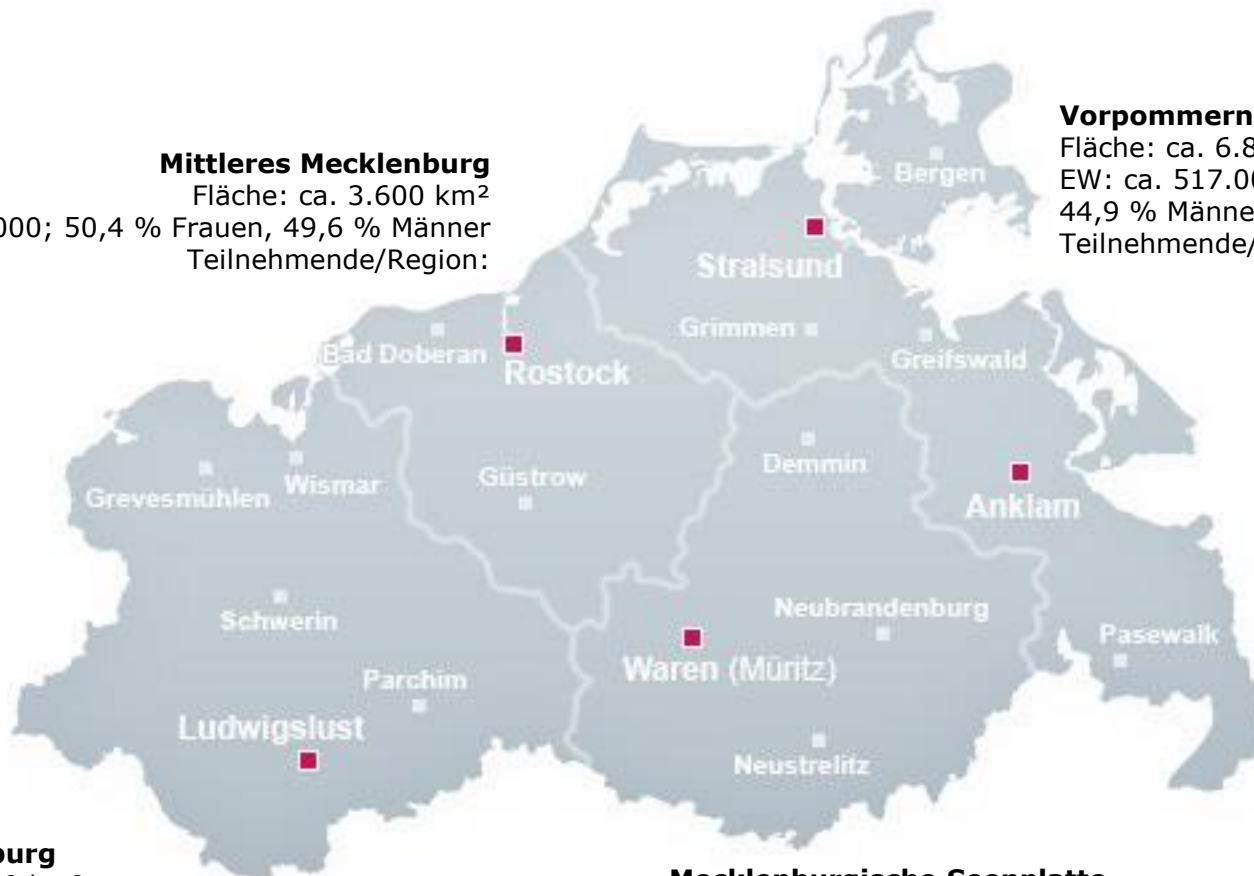 Mittleres Mecklenburg
Fläche: ca. 3.600 km²
000; 50,4 % Frauen, 49,6 % Männer
Teilnehmende/Region:
Vorpommern
Fläche: ca. 6.8
EW: ca. 517.00
44,9 % Männe
Teilnehmende/
Bergen
Stralsund
Grimmen
Greifswald
Bad Doberan
Rostock
Demmin
Güstrow
Wismar
Grevesmühlen
Anklam
Schwerin
Neubrandenburg
Waren (Müritz)
Pasewalk
Parchim
Ludwigslust
Neustrelitz
burg
Mecklenburgische Seenplatte